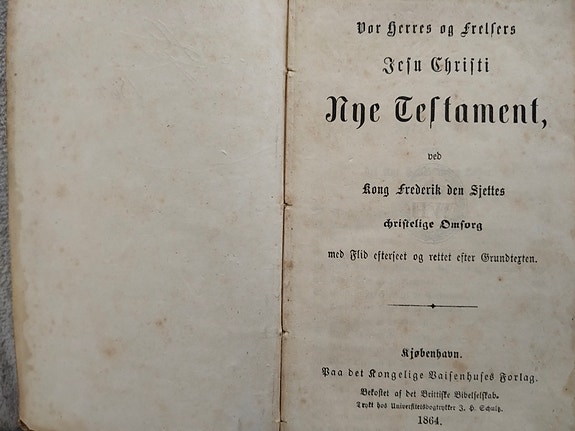 Vor Herres og Frelsers
Jesu Christi
Nye Testament,
ved
Kong Frederik den Sjettes
christelige Omsorg
med Flid efterseet og rettet efter Grundtexten.
Kjøbenhavn.
Paa det Kongelige Vaisenhuses Forlag.
Bekostet af det Brittiske Bibelselskab.
Trykt hos Universitetsbogtrykker J. H. Schultz.
1864.